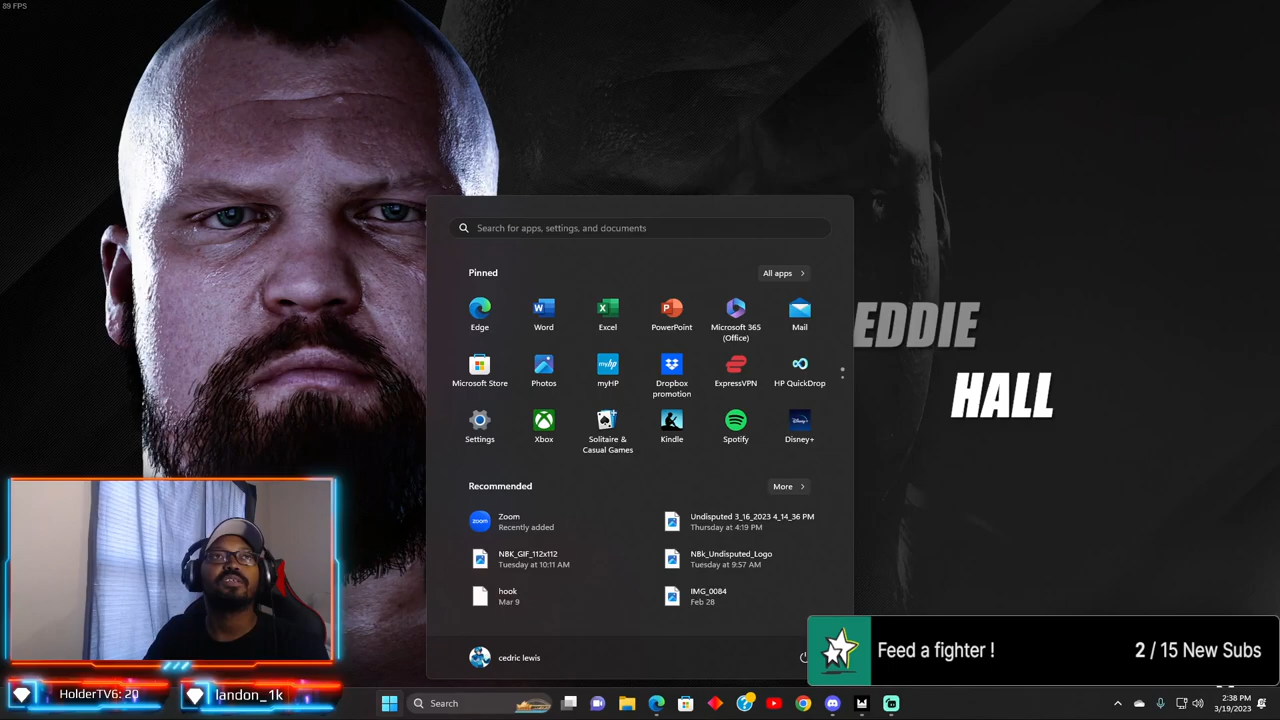 89 FPS
EDDIE
HALL
Search for apps, settings, and documents
Pinned
All apps
Edge
Word
Excel
PowerPoint
Microsoft 365
(Office)
Mail
Microsoft Store
Photos
myHP
Dropbox
promotion
ExpressVPN
HP QuickDrop
Settings
Xbox
Solitaire &
Casual Games
Kindle
Spotify
Disney+
Recommended
More
Zoom
Recently added
Undisputed 3_16_2023 4_14_36 PM
Thursday at 4:19 PM
NBK_GIF_112x112
Tuesday at 10:11 AM
NBk_Undisputed_Logo
Tuesday at 9:57 AM
hook
Mar 9
IMG_0084
Feb 28
cedric lewis
Feed a fighter !
2 / 15 New Subs
HolderTV6: 20
landon_1k
Search
2:38 PM
3/19/2023